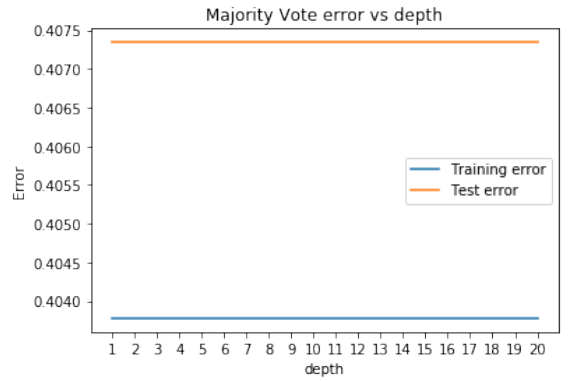 Majority Vote error vs depth
0.4075
0.4070
0.4065
0.4060
0.4055
0.4050
0.4045
0.4040
Error
Training error
Test error
1 2 3 4 5 6 7 8 9 10 11 12 13 14 15 16 17 18 19 20
depth